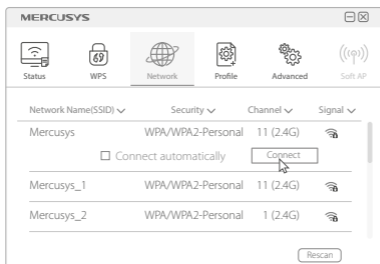 MERCUSYS
Status WPS Network Profile Advanced Soft AP
Network Name(SSID) Security Channel Signal
Mercusys WPA/WPA2-Personal 11 (2.4G)
Connect automatically Connect
Mercusys_1 WPA/WPA2-Personal 11 (2.4G)
Mercusys_2 WPA/WPA2-Personal 1 (2.4G)
Rescan